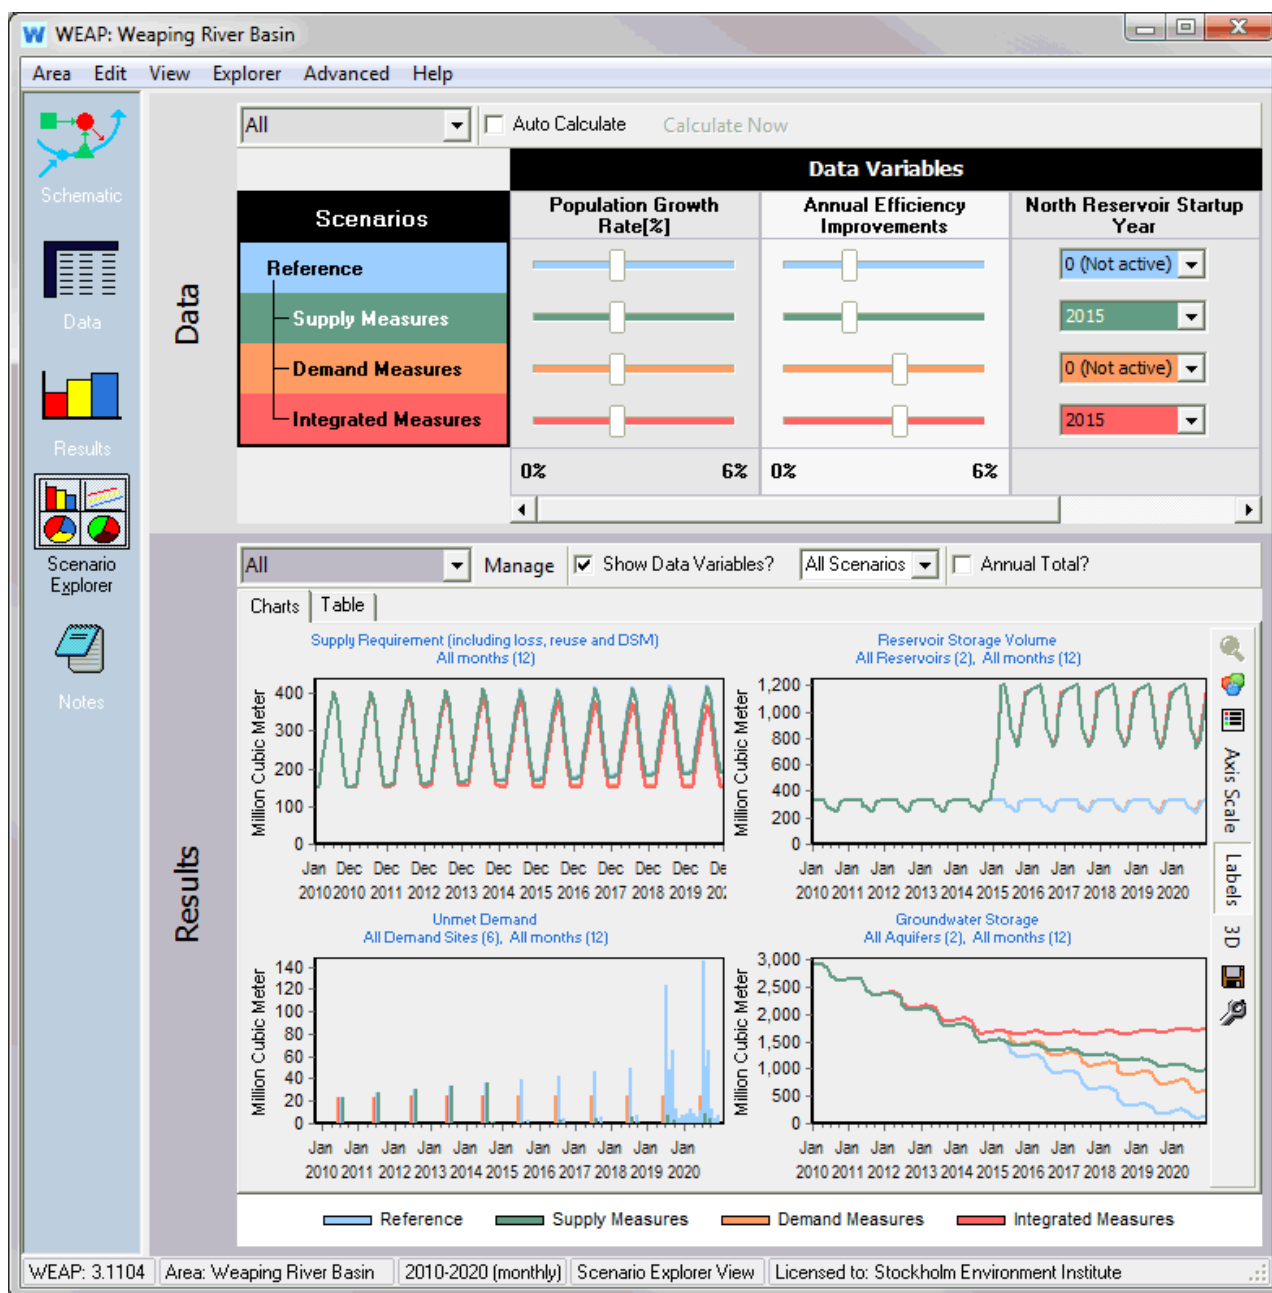 WEAP: Weaping River Basin
Area Edit View Explorer Advanced Help
Schematic
Data
Results
Scenario
Explorer
Notes
Data
All Auto Calculate Calculate Now
Data Variables
Scenarios
Population Growth
Rate[%]
Annual Efficiency
Improvements
North Reservoir Startup
Year
Reference
0 (Not active)
Supply Measures
2015
Demand Measures
0 (Not active)
Integrated Measures
2015
0% 6% 0% 6%
Results
All Manage Show Data Variables? All Scenarios Annual Total?
Charts Table
Supply Requirement (including loss, reuse and DSM)
All months (12)
Million Cubic Meter
400
300
200
100
0
Jan Dec Dec Dec Dec Dec Dec Dec Dec Dec Dec De
2010 2010 2011 2012 2013 2014 2015 2016 2017 2018 2019 202
Reservoir Storage Volume
All Reservoirs (2), All months (12)
Million Cubic Meter
1,200
1,000
800
600
400
200
0
Jan Jan Jan Jan Jan Jan Jan Jan Jan Jan Jan
2010 2011 2012 2013 2014 2015 2016 2017 2018 2019 2020
Unmet Demand
All Demand Sites (6), All months (12)
Million Cubic Meter
140
120
100
80
60
40
20
0
Jan Jan Jan Jan Jan Jan Jan Jan Jan Jan Jan
2010 2011 2012 2013 2014 2015 2016 2017 2018 2019 2020
Groundwater Storage
All Aquifers (2), All months (12)
Million Cubic Meter
3,000
2,500
2,000
1,500
1,000
500
0
Jan Jan Jan Jan Jan Jan Jan Jan Jan Jan Jan
2010 2011 2012 2013 2014 2015 2016 2017 2018 2019 2020
Axis Scale
Labels
3D
Reference Supply Measures Demand Measures Integrated Measures
WEAP: 3.1104 Area: Weaping River Basin 2010-2020 (monthly) Scenario Explorer View Licensed to: Stockholm Environment Institute